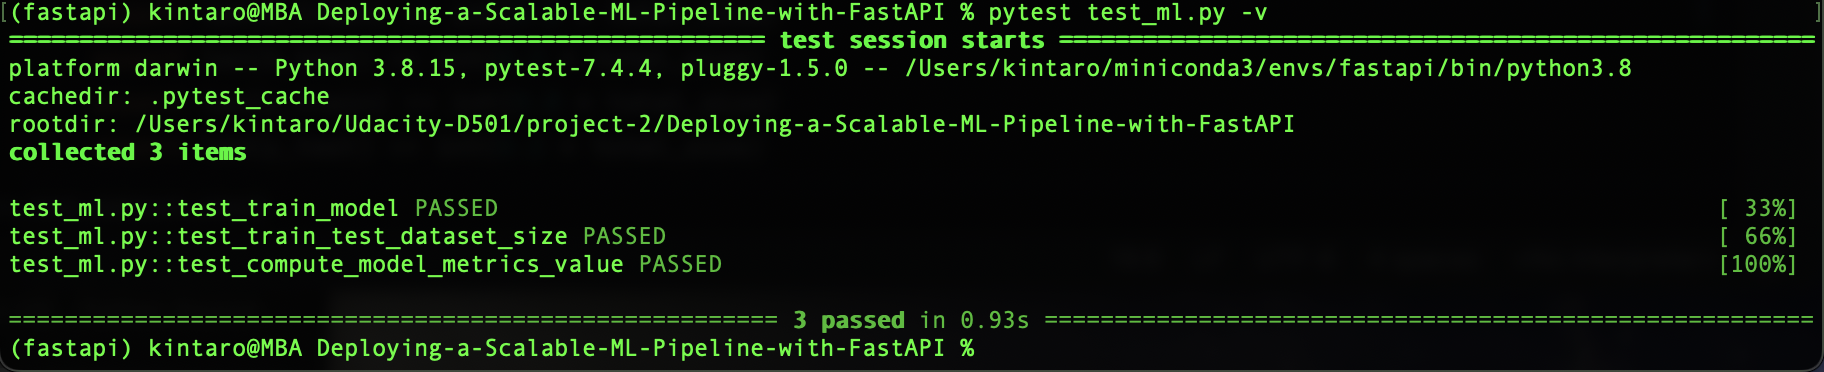 [(fastapi) kintaro@MBA Deploying-a-Scalable-ML-Pipeline-with-FastAPI % pytest test_ml.py -v ]
====================================================== test session starts ======================================================
platform darwin -- Python 3.8.15, pytest-7.4.4, pluggy-1.5.0 -- /Users/kintaro/miniconda3/envs/fastapi/bin/python3.8
cachedir: .pytest_cache
rootdir: /Users/kintaro/Udacity-D501/project-2/Deploying-a-Scalable-ML-Pipeline-with-FastAPI
collected 3 items
test_ml.py::test_train_model PASSED [ 33%]
test_ml.py::test_train_test_dataset_size PASSED [ 66%]
test_ml.py::test_compute_model_metrics_value PASSED [100%]
======================================================= 3 passed in 0.93s =======================================================
(fastapi) kintaro@MBA Deploying-a-Scalable-ML-Pipeline-with-FastAPI %